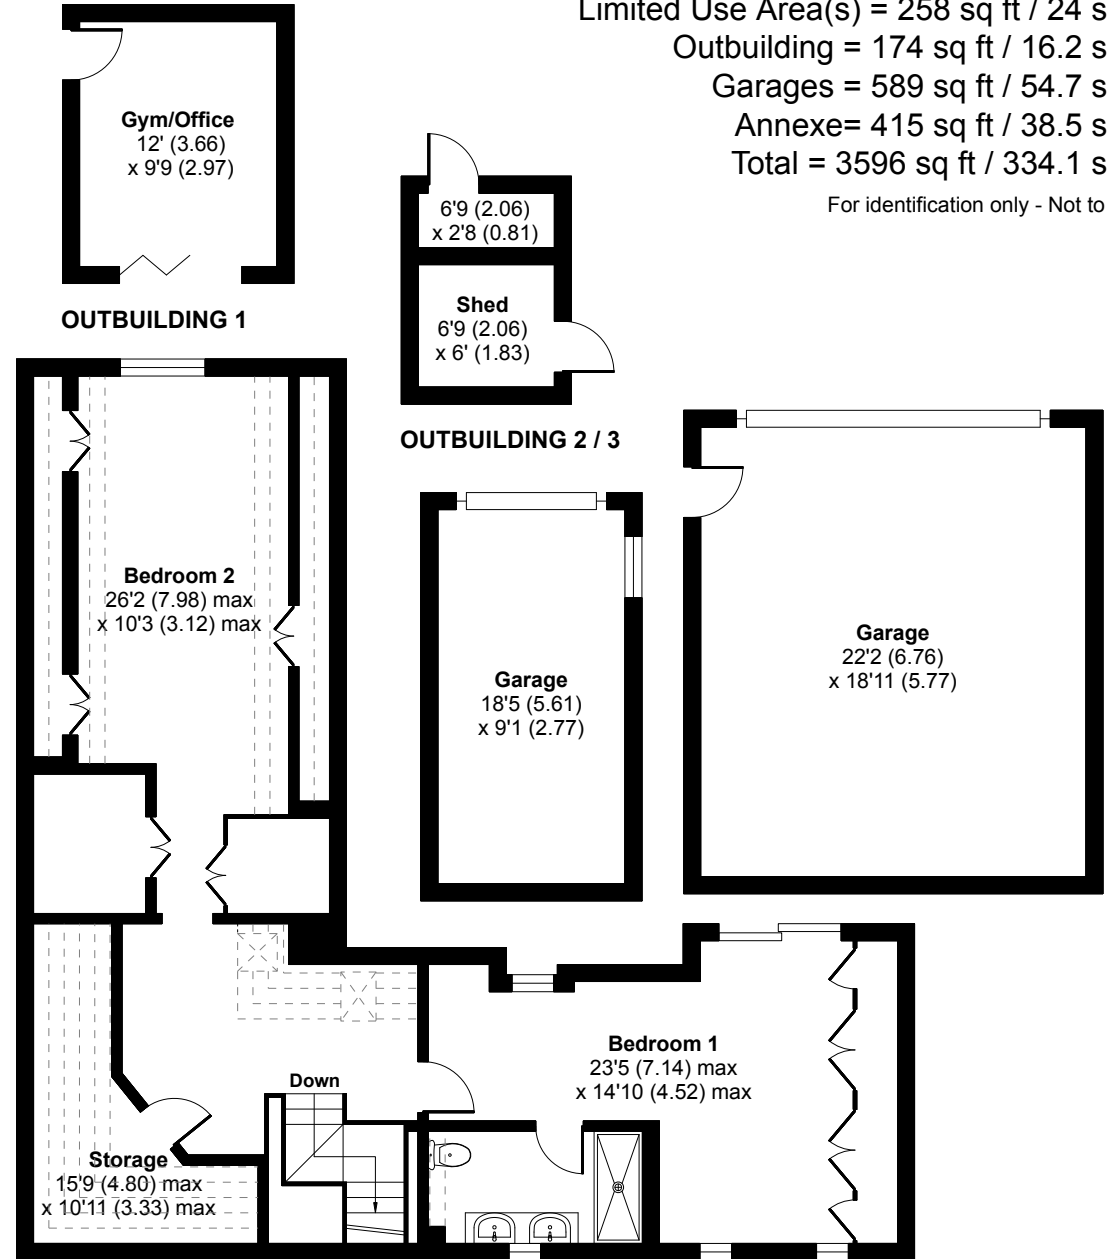 Limited Use Area(s) = 258 sq ft / 24 s
Outbuilding = 174 sq ft / 16.2 s
Garages = 589 sq ft / 54.7 s
Annexe= 415 sq ft / 38.5 s
Total = 3596 sq ft / 334.1 s
For identification only - Not to
Gym/Office
12' (3.66)
x 9'9 (2.97)
OUTBUILDING 1
6'9 (2.06)
x 2'8 (0.81)
Shed
6'9 (2.06)
x 6' (1.83)
OUTBUILDING 2 / 3
Bedroom 2
26'2 (7.98) max
x 10'3 (3.12) max
Garage
18'5 (5.61)
x 9'1 (2.77)
Garage
22'2 (6.76)
x 18'11 (5.77)
Down
Bedroom 1
23'5 (7.14) max
x 14'10 (4.52) max
Storage
15'9 (4.80) max
x 10'11 (3.33) max